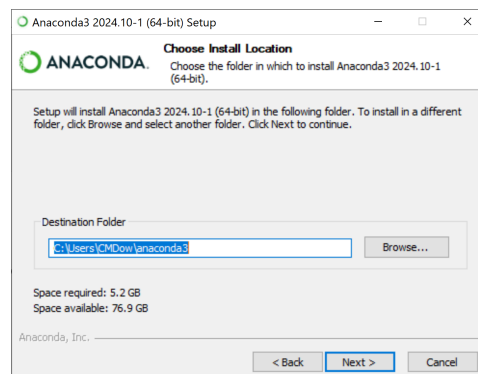 Anaconda3 2024.10-1 (64-bit) Setup
ANACONDA.
Choose Install Location
Choose the folder in which to install Anaconda3 2024.10-1
(64-bit).
Setup will install Anaconda3 2024.10-1 (64-bit) in the following folder. To install in a different
folder, click Browse and select another folder. Click Next to continue.
Destination Folder
C:\Users\CMDow\anaconda3
Browse...
Space required: 5.2 GB
Space available: 76.9 GB
Anaconda, Inc.
< Back
Next >
Cancel